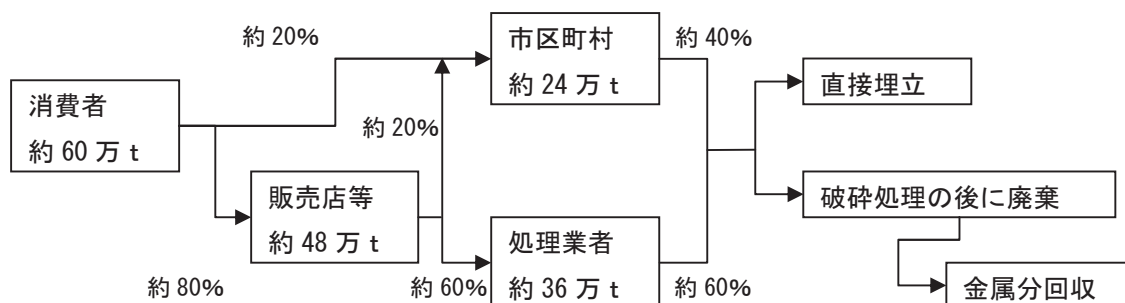 約 20%
市区町村
約 24 万 t
約 40%
直接埋立
消費者
約 60 万 t
約 20%
販売店等
約 48 万 t
破砕処理の後に廃棄
処理業者
約 36 万 t
約 80%
約 60%
約 60%
金属分回収